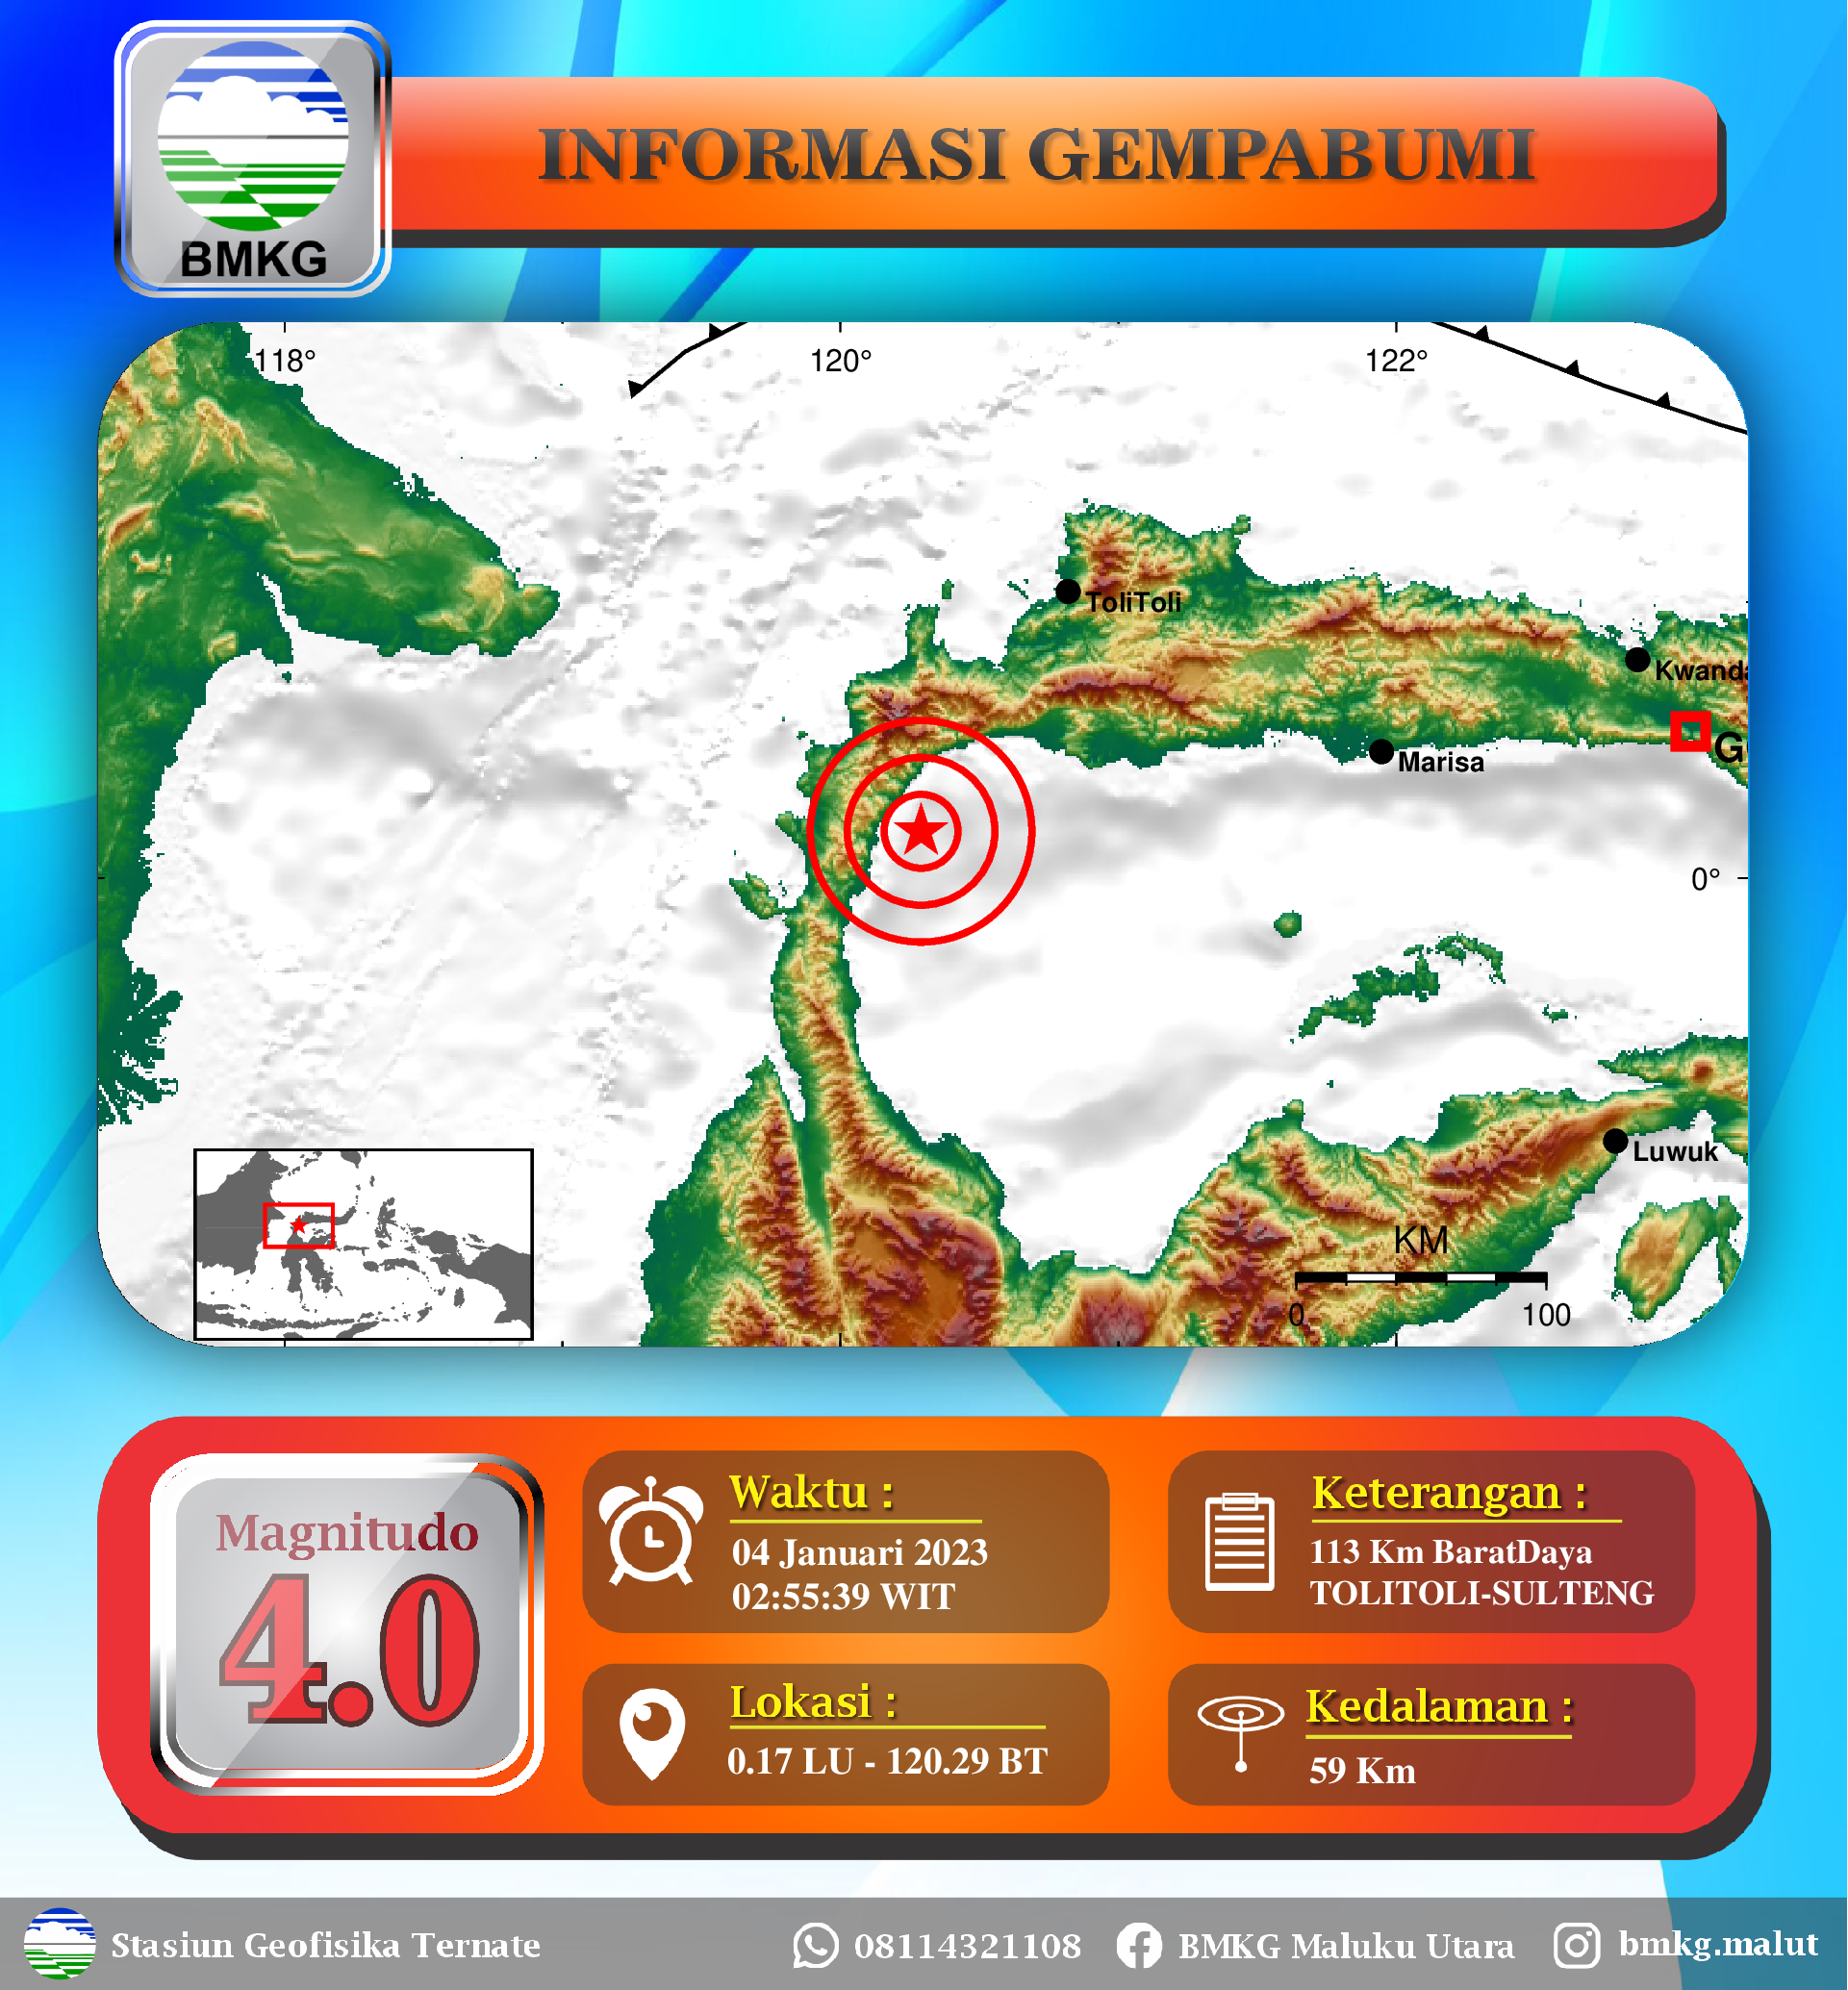 BMKG
INFORMASI GEMPABUMI
118°
120°
122°
ToliToli
Kwanda
G
Marisa
0°
Luwuk
KM
0
100
Magnitudo
4.0
Waktu :
04 Januari 2023
02:55:39 WIT
Keterangan :
113 Km BaratDaya
TOLITOLI-SULTENG
Lokasi :
0.17 LU - 120.29 BT
Kedalaman :
59 Km
Stasiun Geofisika Ternate
08114321108
BMKG Maluku Utara
bmkg.malut